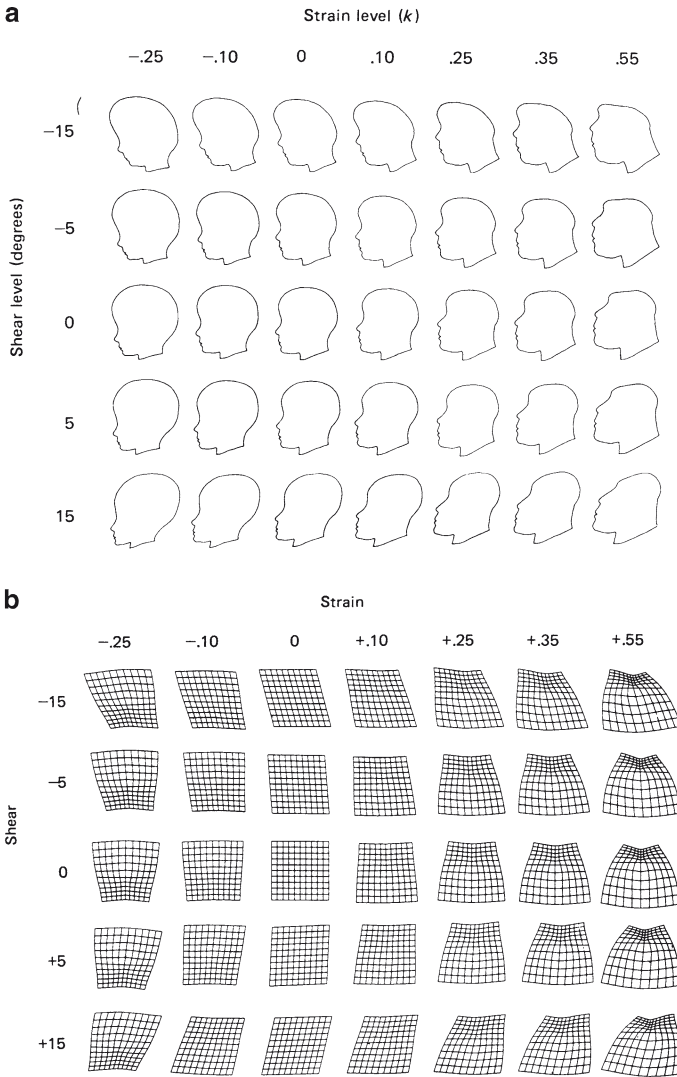 a
Strain level (k)
−.25 −.10 0 .10 .25 .35 .55
Shear level (degrees)
−15
−5
0
5
15
b
Strain
−.25 −.10 0 +.10 +.25 +.35 +.55
Shear
−15
−5
0
+5
+15